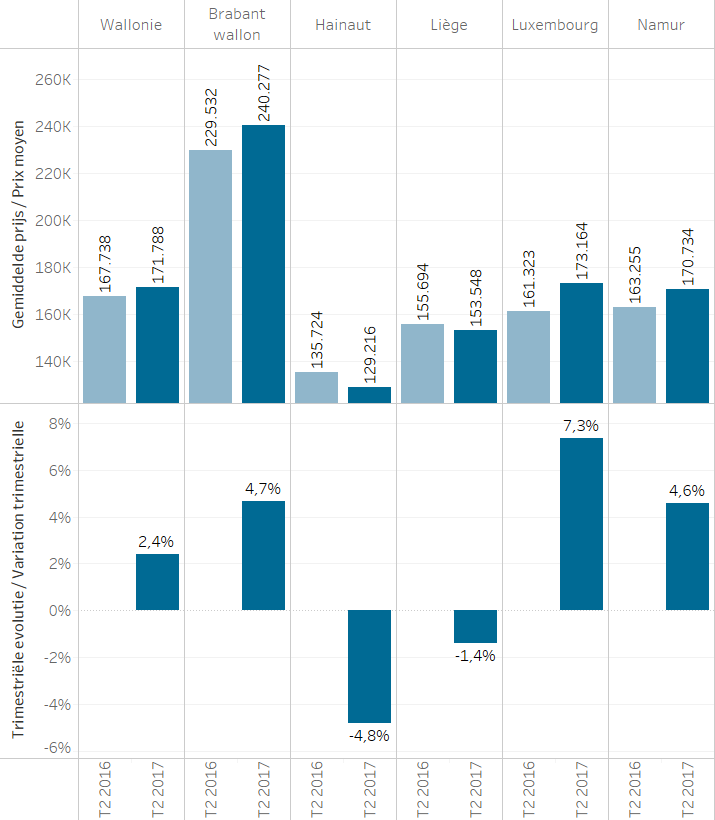 Wallonie
Brabant
wallon
Hainaut
Liège
Luxembourg
Namur
Gemiddelde prijs / Prix moyen
260K
240K
220K
200K
180K
160K
140K
167.738
171.788
229.532
240.277
135.724
129.216
155.694
153.548
161.323
173.164
163.255
170.734
Trimestriële evolutie / Variation trimestrielle
8%
6%
4%
2%
0%
-2%
-4%
-6%
2,4%
4,7%
-4,8%
-1,4%
7,3%
4,6%
T2 2016
T2 2017
T2 2016
T2 2017
T2 2016
T2 2017
T2 2016
T2 2017
T2 2016
T2 2017
T2 2016
T2 2017